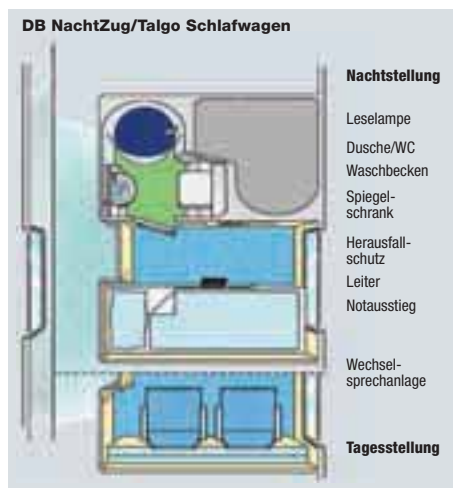 DB NachtZug/Talgo Schlafwagen
Nachtstellung
Leselampe
Dusche/WC
Waschbecken
Spiegel-
schrank
Herausfall-
schutz
Leiter
Notausstieg
Wechsel-
sprechanlage
Tagesstellung